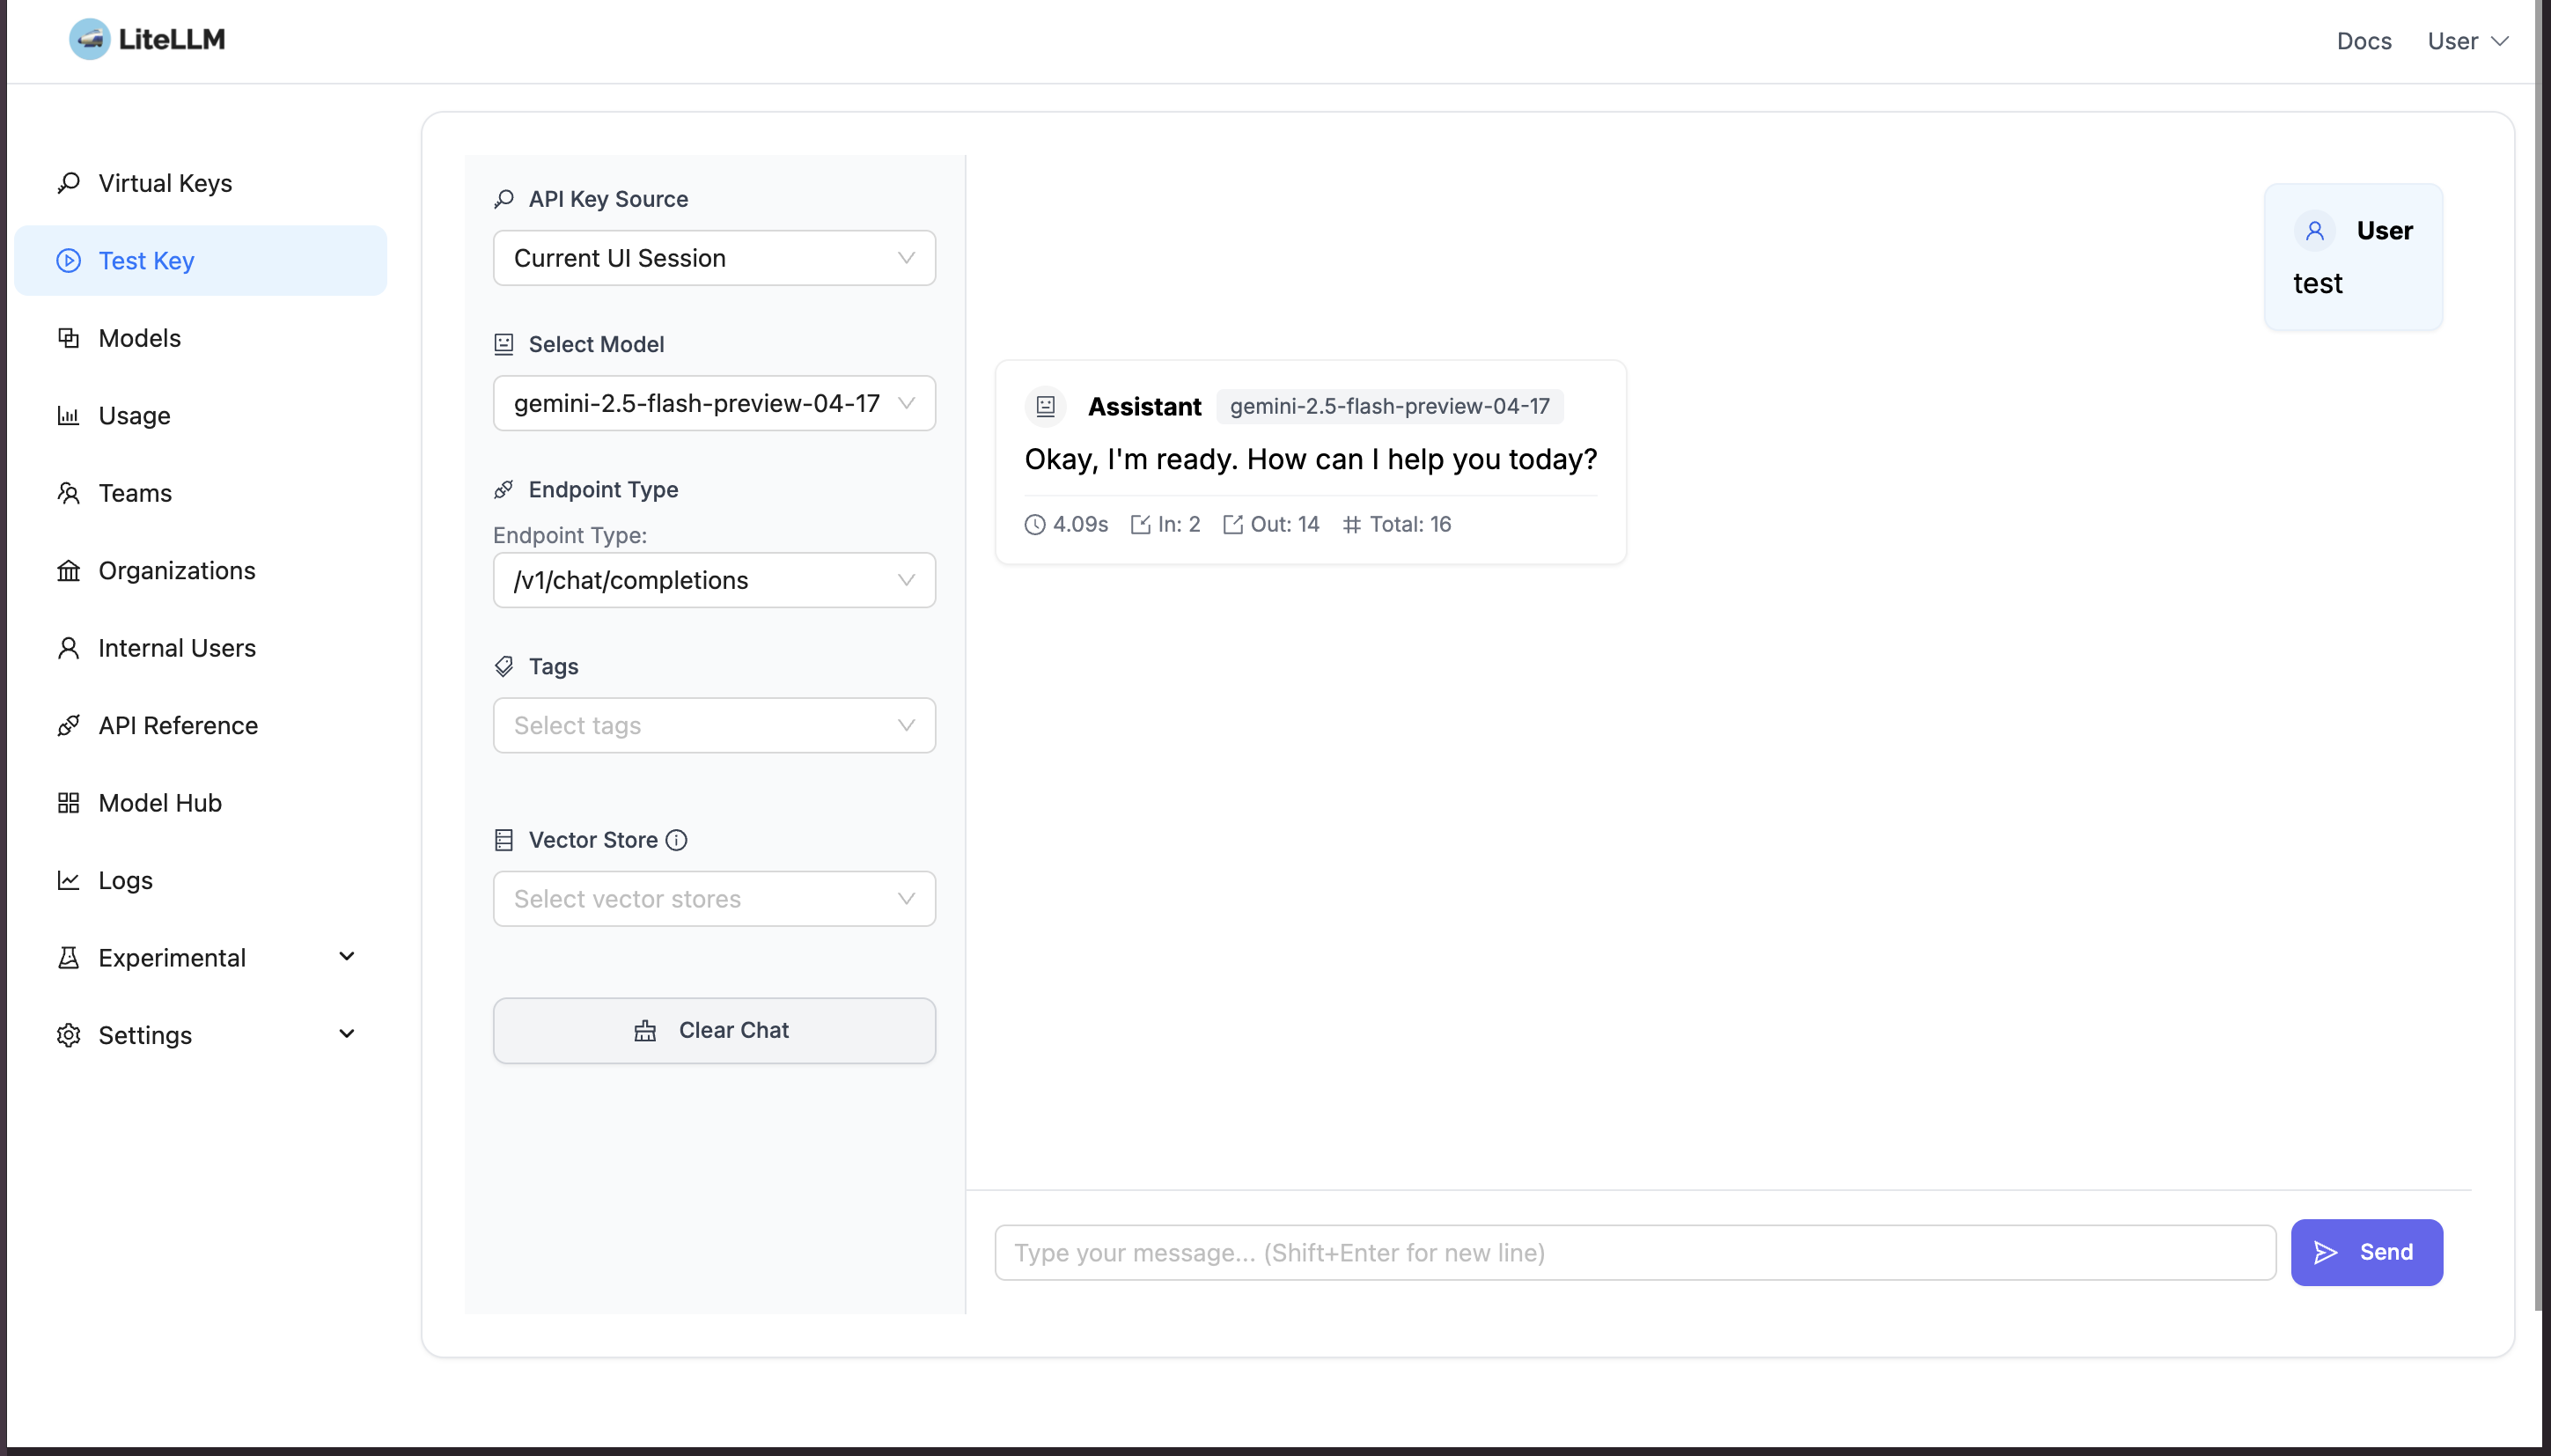 LiteLLM
Docs
User
Virtual Keys
Test Key
Models
Usage
Teams
Organizations
Internal Users
API Reference
Model Hub
Logs
Experimental
Settings
API Key Source
Current UI Session
Select Model
gemini-2.5-flash-preview-04-17
Endpoint Type
Endpoint Type:
/v1/chat/completions
Tags
Select tags
Vector Store
Select vector stores
Clear Chat
User
test
Assistant gemini-2.5-flash-preview-04-17
Okay, I'm ready. How can I help you today?
4.09s In: 2 Out: 14 Total: 16
Type your message... (Shift+Enter for new line)
Send